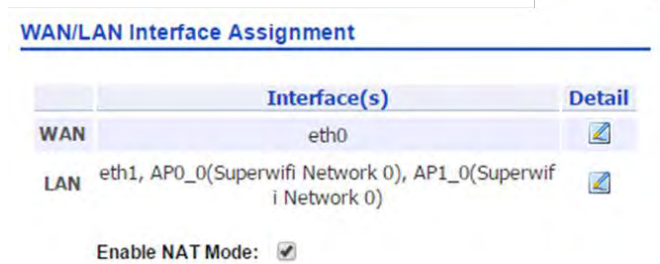 WAN/LAN Interface Assignment
Interface(s) Detail
WAN eth0
LAN eth1, AP0_0(Superwifi Network 0), AP1_0(Superwif
i Network 0)
Enable NAT Mode: